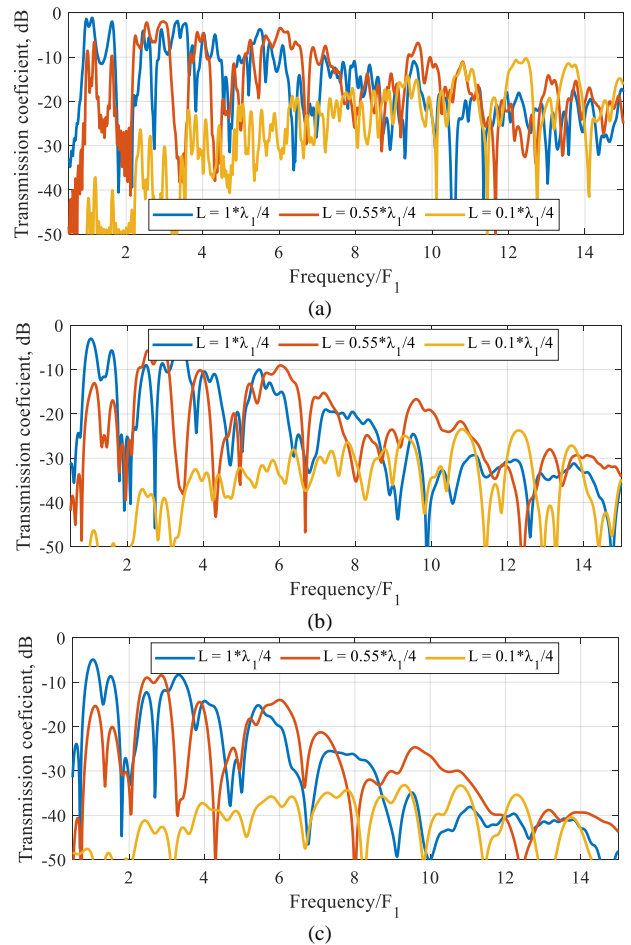 Transmission coeficient, dB
0
-10
-20
-30
-40
-50
L = 1*λ₁/4 L = 0.55*λ₁/4 L = 0.1*λ₁/4
2 4 6 8 10 12 14
Frequency/F₁
(a)
Transmission coeficient, dB
0
-10
-20
-30
-40
-50
L = 1*λ₁/4 L = 0.55*λ₁/4 L = 0.1*λ₁/4
2 4 6 8 10 12 14
Frequency/F₁
(b)
Transmission coeficient, dB
0
-10
-20
-30
-40
-50
L = 1*λ₁/4 L = 0.55*λ₁/4 L = 0.1*λ₁/4
2 4 6 8 10 12 14
Frequency/F₁
(c)